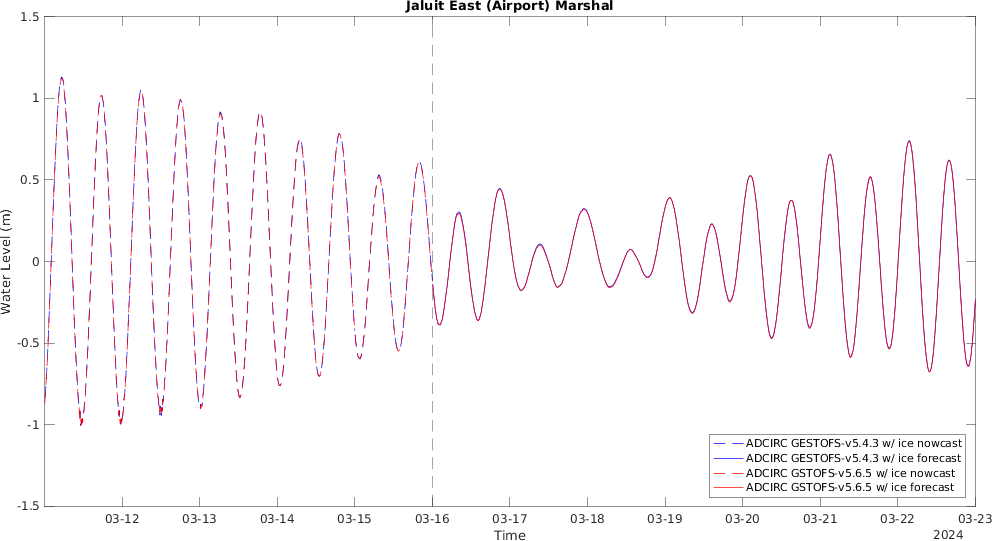 Jaluit East (Airport) Marshal
1.5
1
0.5
0
-0.5
-1
-1.5
Water Level (m)
03-12 03-13 03-14 03-15 03-16 03-17 03-18 03-19 03-20 03-21 03-22 03-23
Time
2024
ADCIRC GESTOFS-v5.4.3 w/ ice nowcast
ADCIRC GESTOFS-v5.4.3 w/ ice forecast
ADCIRC GSTOFS-v5.6.5 w/ ice nowcast
ADCIRC GSTOFS-v5.6.5 w/ ice forecast